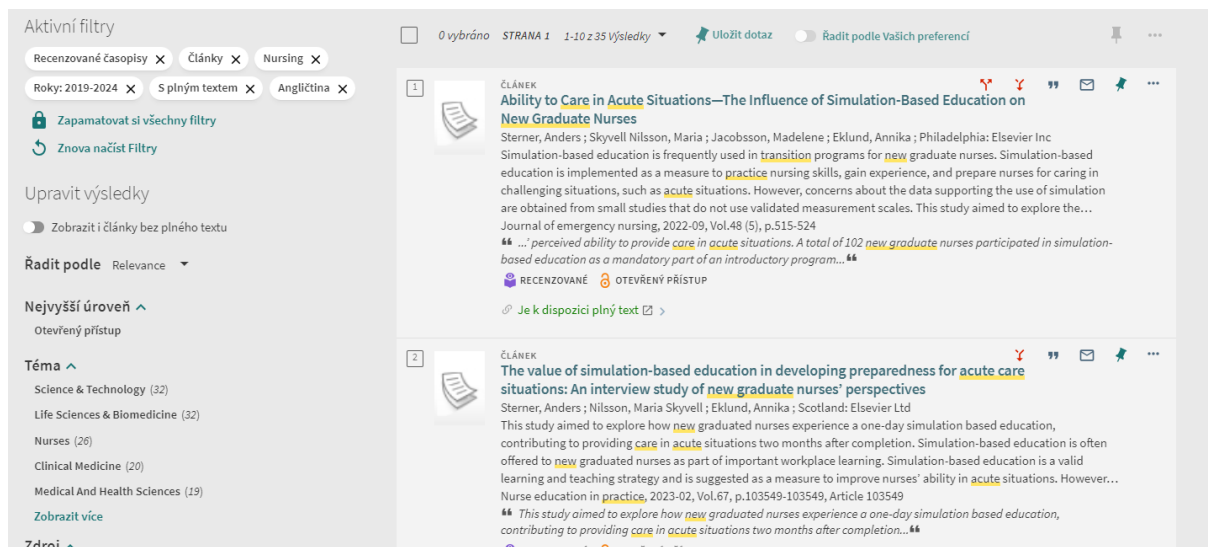 Aktivní filtry
Recenzované časopisy ✕ Články ✕ Nursing ✕
Roky: 2019-2024 ✕ S plným textem ✕ Angličtina ✕
Zapamatovat si všechny filtry
Znova načíst Filtry
Upravit výsledky
Zobrazit i články bez plného textu
Řadit podle Relevance
Nejvyšší úroveň
Otevřený přístup
Téma
Science & Technology (32)
Life Sciences & Biomedicine (32)
Nurses (26)
Clinical Medicine (20)
Medical And Health Sciences (19)
Zobrazit více
Zdroj
0 vybráno STRANA 1 1-10 z 35 Výsledky Uložit dotaz Řadit podle Vašich preferencí
1
ČLÁNEK
Ability to Care in Acute Situations—The Influence of Simulation-Based Education on
New Graduate Nurses
Sterner, Anders ; Skyvell Nilsson, Maria ; Jacobsson, Madelene ; Eklund, Annika ; Philadelphia: Elsevier Inc
Simulation-based education is frequently used in transition programs for new graduate nurses. Simulation-based
education is implemented as a measure to practice nursing skills, gain experience, and prepare nurses for caring in
challenging situations, such as acute situations. However, concerns about the data supporting the use of simulation
are obtained from small studies that do not use validated measurement scales. This study aimed to explore the…
Journal of emergency nursing, 2022-09, Vol.48 (5), p.515-524
❝ ...’ perceived ability to provide care in acute situations. A total of 102 new graduate nurses participated in simulation-
based education as a mandatory part of an introductory program...❝
RECENZOVANÉ OTEVŘENÝ PŘÍSTUP
Je k dispozici plný text
2
ČLÁNEK
The value of simulation-based education in developing preparedness for acute care
situations: An interview study of new graduate nurses’ perspectives
Sterner, Anders ; Nilsson, Maria Skyvell ; Eklund, Annika ; Scotland: Elsevier Ltd
This study aimed to explore how new graduated nurses experience a one-day simulation based education,
contributing to providing care in acute situations two months after completion. Simulation-based education is often
offered to new graduated nurses as part of important workplace learning. Simulation-based education is a valid
learning and teaching strategy and is suggested as a measure to improve nurses’ ability in acute situations. However…
Nurse education in practice, 2023-02, Vol.67, p.103549-103549, Article 103549
❝ This study aimed to explore how new graduated nurses experience a one-day simulation based education,
contributing to providing care in acute situations two months after completion...❝